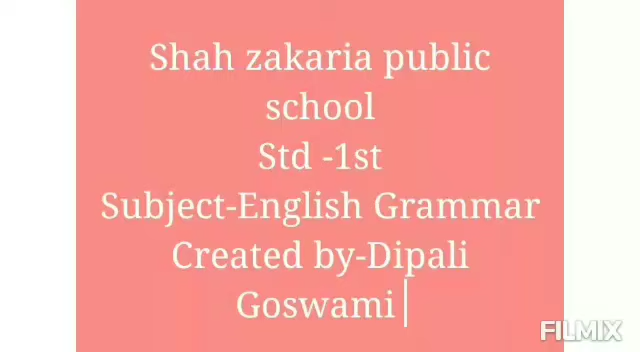 Shah zakaria public
school
Std -1st
Subject-English Grammar
Created by-Dipali
Goswami
FILMIX